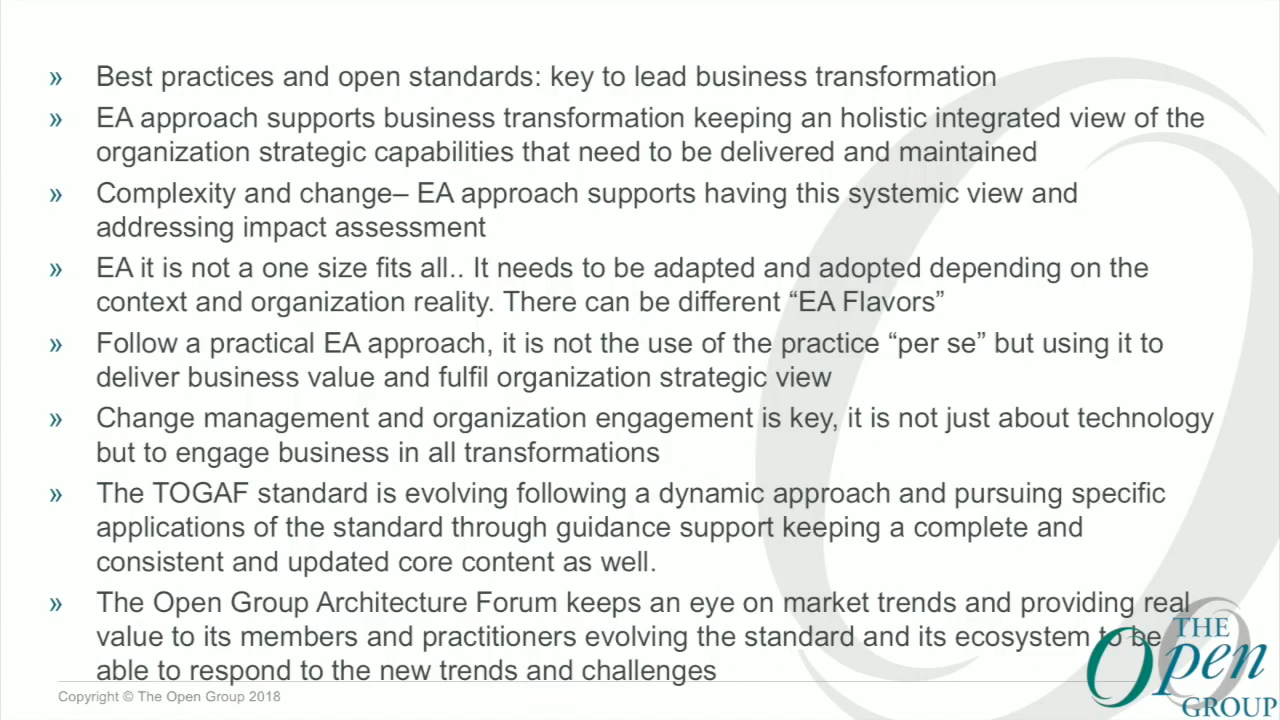 » Best practices and open standards: key to lead business transformation
» EA approach supports business transformation keeping an holistic integrated view of the
organization strategic capabilities that need to be delivered and maintained
» Complexity and change– EA approach supports having this systemic view and
addressing impact assessment
» EA it is not a one size fits all.. It needs to be adapted and adopted depending on the
context and organization reality. There can be different “EA Flavors”
» Follow a practical EA approach, it is not the use of the practice “per se” but using it to
deliver business value and fulfil organization strategic view
» Change management and organization engagement is key, it is not just about technology
but to engage business in all transformations
» The TOGAF standard is evolving following a dynamic approach and pursuing specific
applications of the standard through guidance support keeping a complete and
consistent and updated core content as well.
» The Open Group Architecture Forum keeps an eye on market trends and providing real
value to its members and practitioners evolving the standard and its ecosystem to be
able to respond to the new trends and challenges
Copyright © The Open Group 2018
THE
Open
GROUP